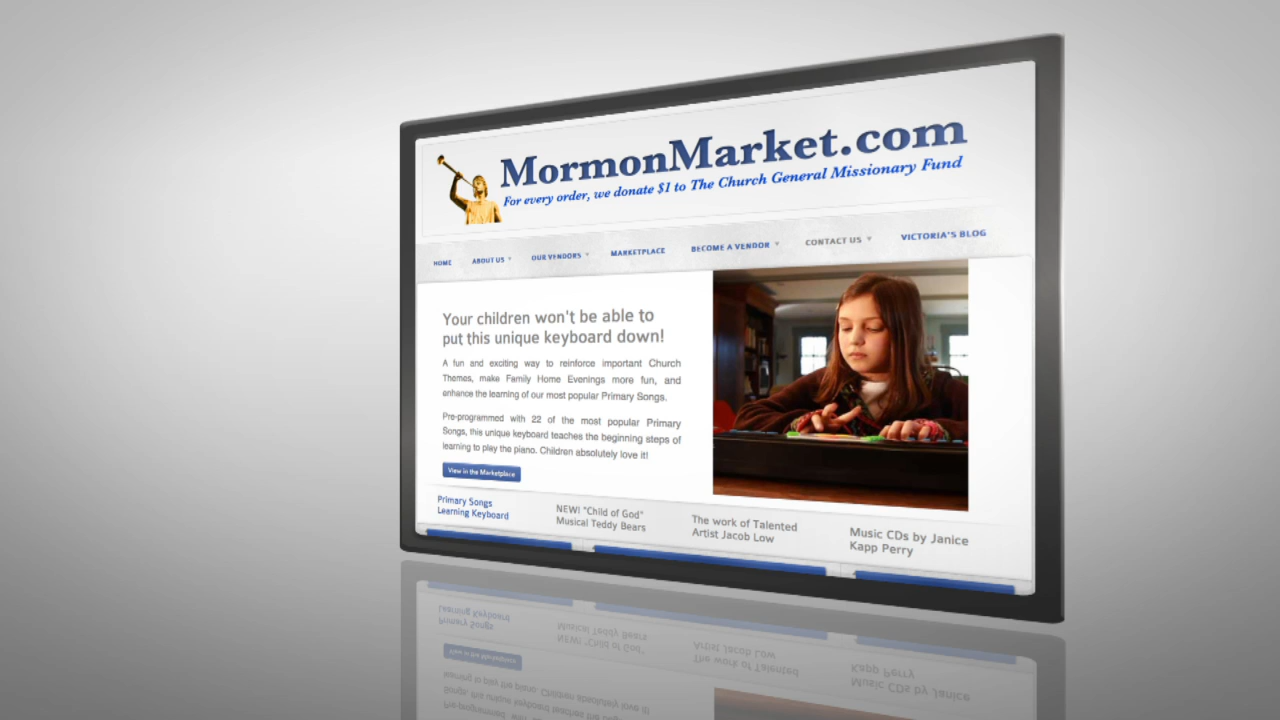 MormonMarket.com
For every order, we donate $1 to The Church General Missionary Fund
HOME ABOUT US OUR VENDORS MARKETPLACE BECOME A VENDOR CONTACT US VICTORIA'S BLOG
Your children won't be able to
put this unique keyboard down!
A fun and exciting way to reinforce important Church
Themes, make Family Home Evenings more fun, and
enhance the learning of our most popular Primary Songs.
Pre-programmed with 22 of the most popular Primary
Songs, this unique keyboard teaches the beginning steps of
learning to play the piano. Children absolutely love it!
View in the Marketplace
Primary Songs
Learning Keyboard
NEW! "Child of God"
Musical Teddy Bears
The work of Talented
Artist Jacob Low
Music CDs by Janice
Kapp Perry